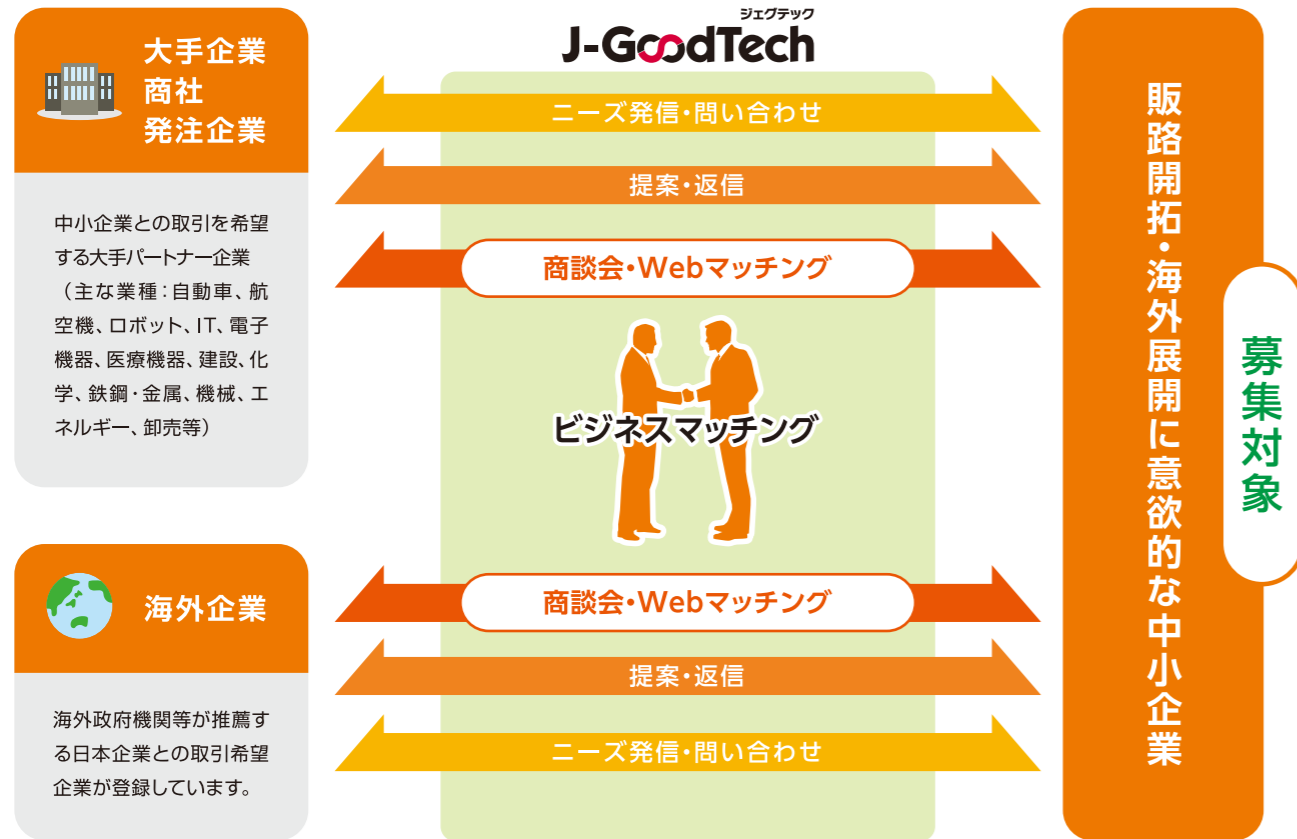 ジェグテック
J-GoodTech
大手企業
商社
発注企業
中小企業との取引を希望
する大手パートナー企業
（主な業種：自動車、航
空機、ロボット、IT、電子
機器、医療機器、建設、化
学、鉄鋼・金属、機械、エ
ネルギー、卸売等）
ニーズ発信・問い合わせ
提案・返信
商談会・Webマッチング
ビジネスマッチング
海外企業
海外政府機関等が推薦す
る日本企業との取引希望
企業が登録しています。
商談会・Webマッチング
提案・返信
ニーズ発信・問い合わせ
販路開拓・海外展開に意欲的な中小企業
募集対象